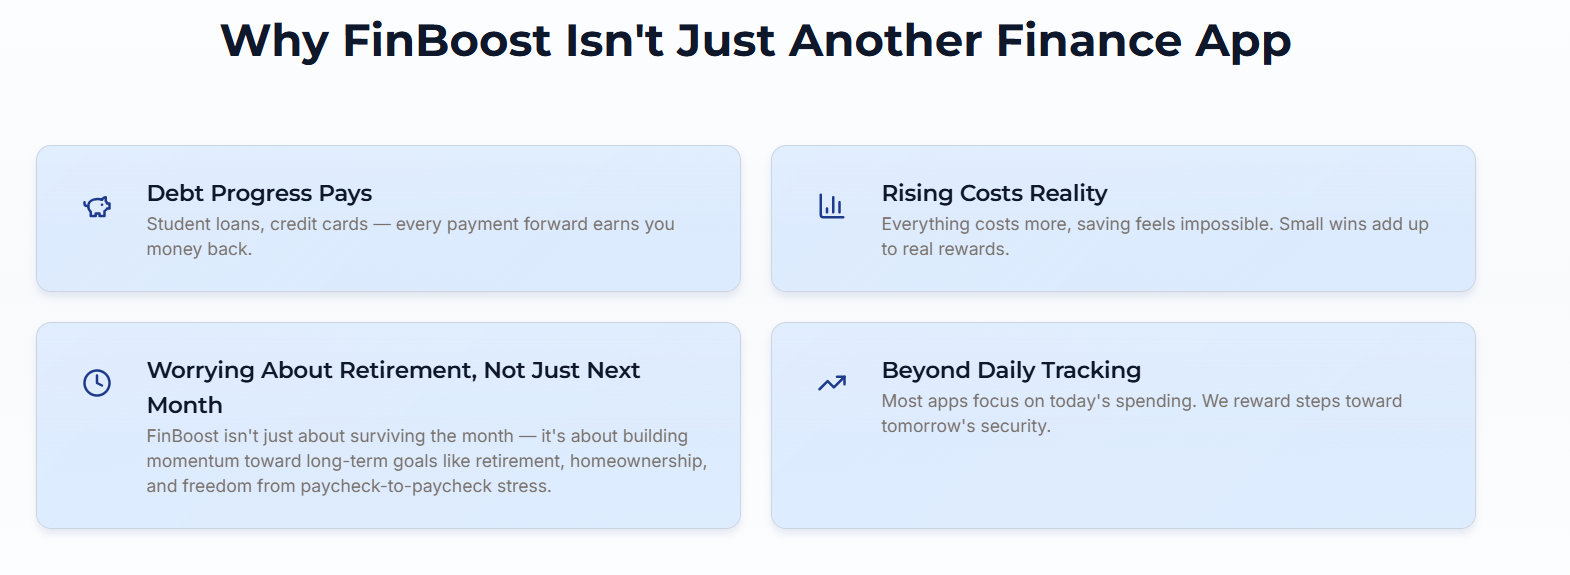 Why FinBoost Isn't Just Another Finance App
Debt Progress Pays
Student loans, credit cards — every payment forward earns you
money back.
Rising Costs Reality
Everything costs more, saving feels impossible. Small wins add up
to real rewards.
Worrying About Retirement, Not Just Next
Month
FinBoost isn't just about surviving the month — it's about building
momentum toward long-term goals like retirement, homeownership,
and freedom from paycheck-to-paycheck stress.
Beyond Daily Tracking
Most apps focus on today's spending. We reward steps toward
tomorrow's security.